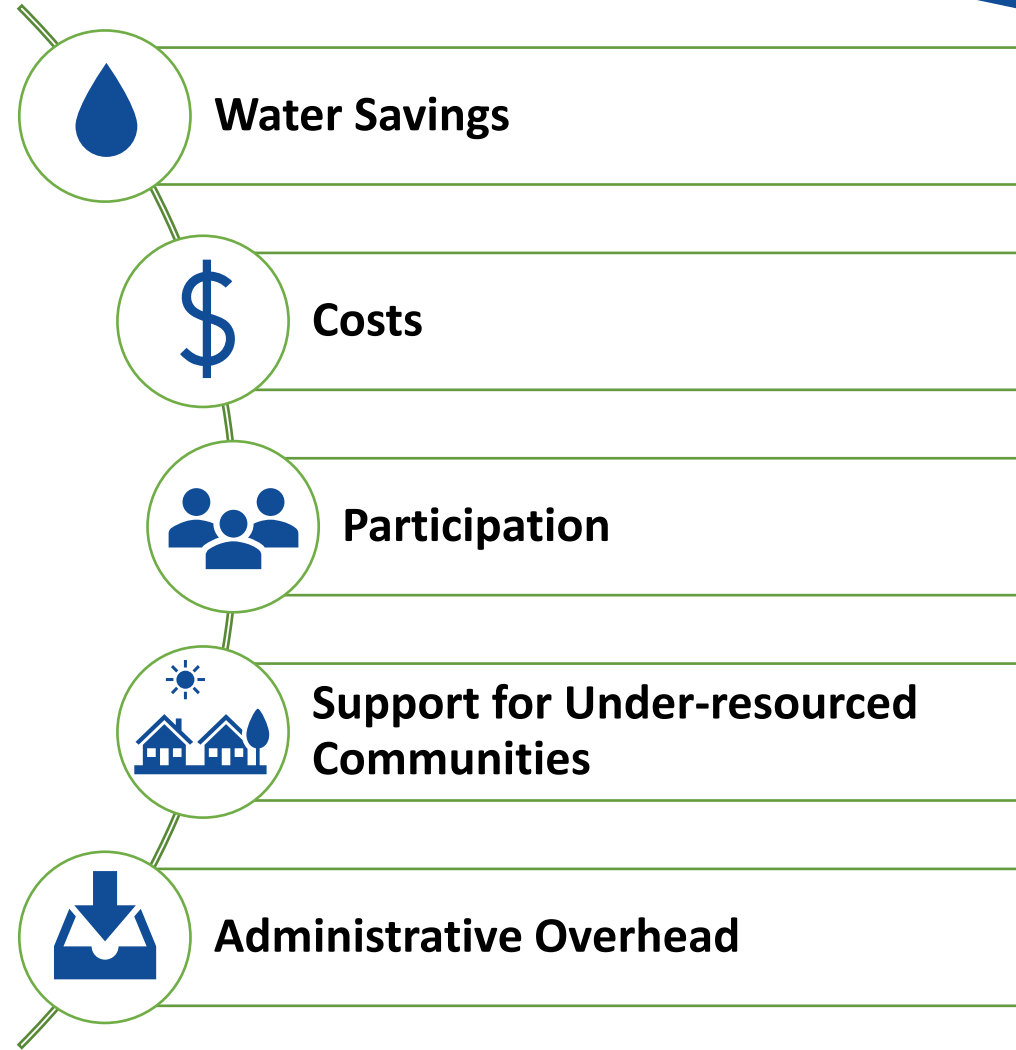 Water Savings
Costs
Participation
Support for Under-resourced
Communities
Administrative Overhead